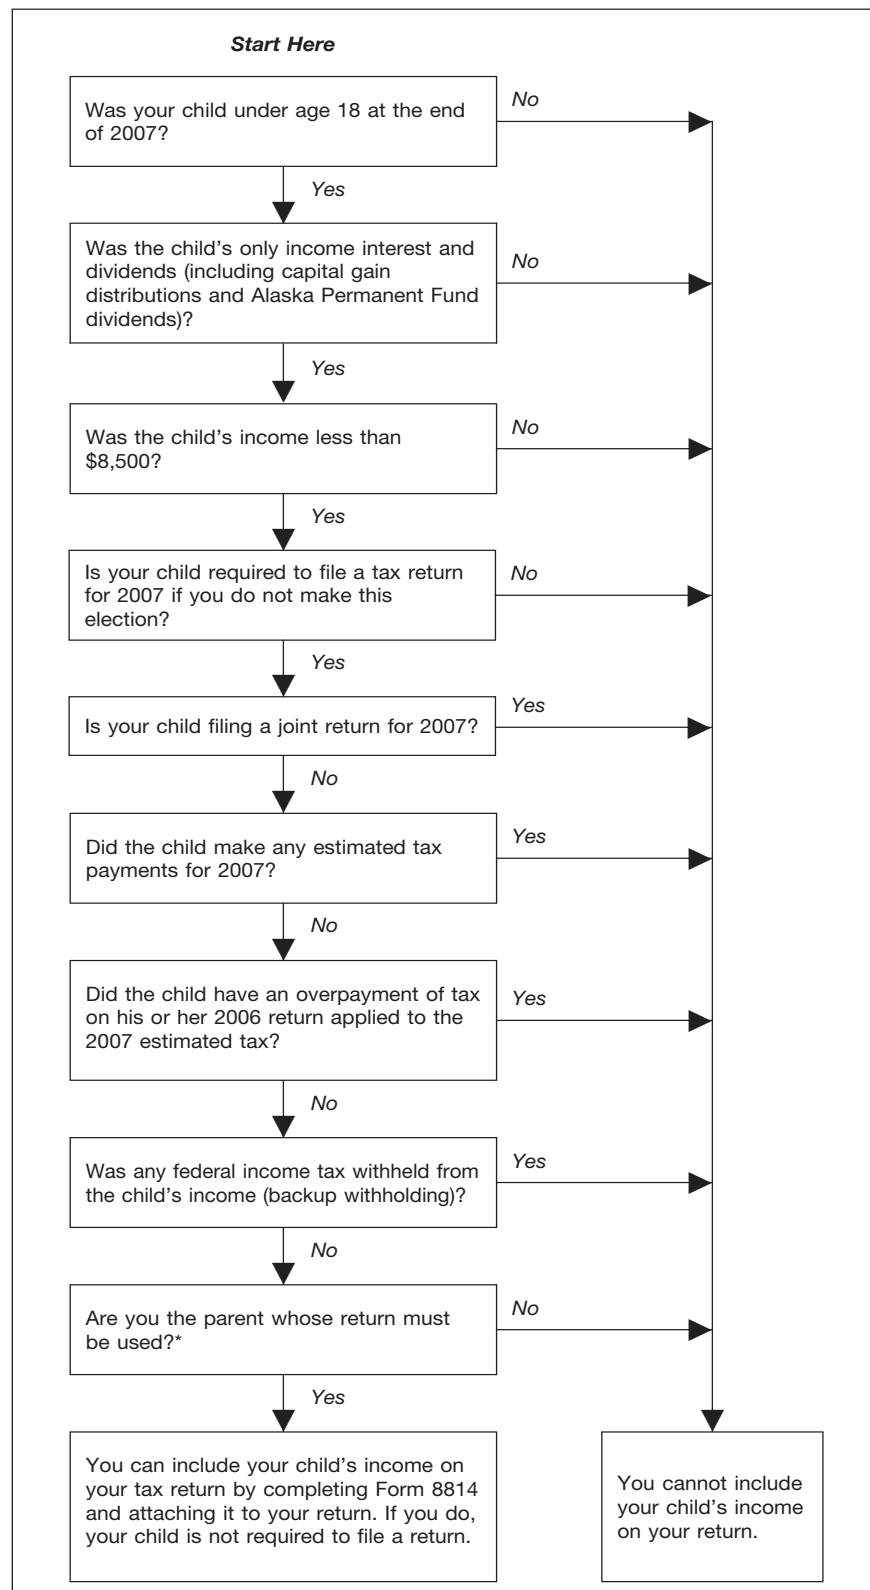 Start Here
Was your child under age 18 at the end
of 2007?
No
Yes
Was the child's only income interest and
dividends (including capital gain
distributions and Alaska Permanent Fund
dividends)?
No
Yes
Was the child's income less than
$8,500?
No
Yes
Is your child required to file a tax return
for 2007 if you do not make this
election?
No
Yes
Is your child filing a joint return for 2007?
Yes
No
Did the child make any estimated tax
payments for 2007?
Yes
No
Did the child have an overpayment of tax
on his or her 2006 return applied to the
2007 estimated tax?
Yes
No
Was any federal income tax withheld from
the child's income (backup withholding)?
Yes
No
Are you the parent whose return must
be used?*
No
Yes
You can include your child's income on
your tax return by completing Form 8814
and attaching it to your return. If you do,
your child is not required to file a return.
You cannot include
your child's income
on your return.